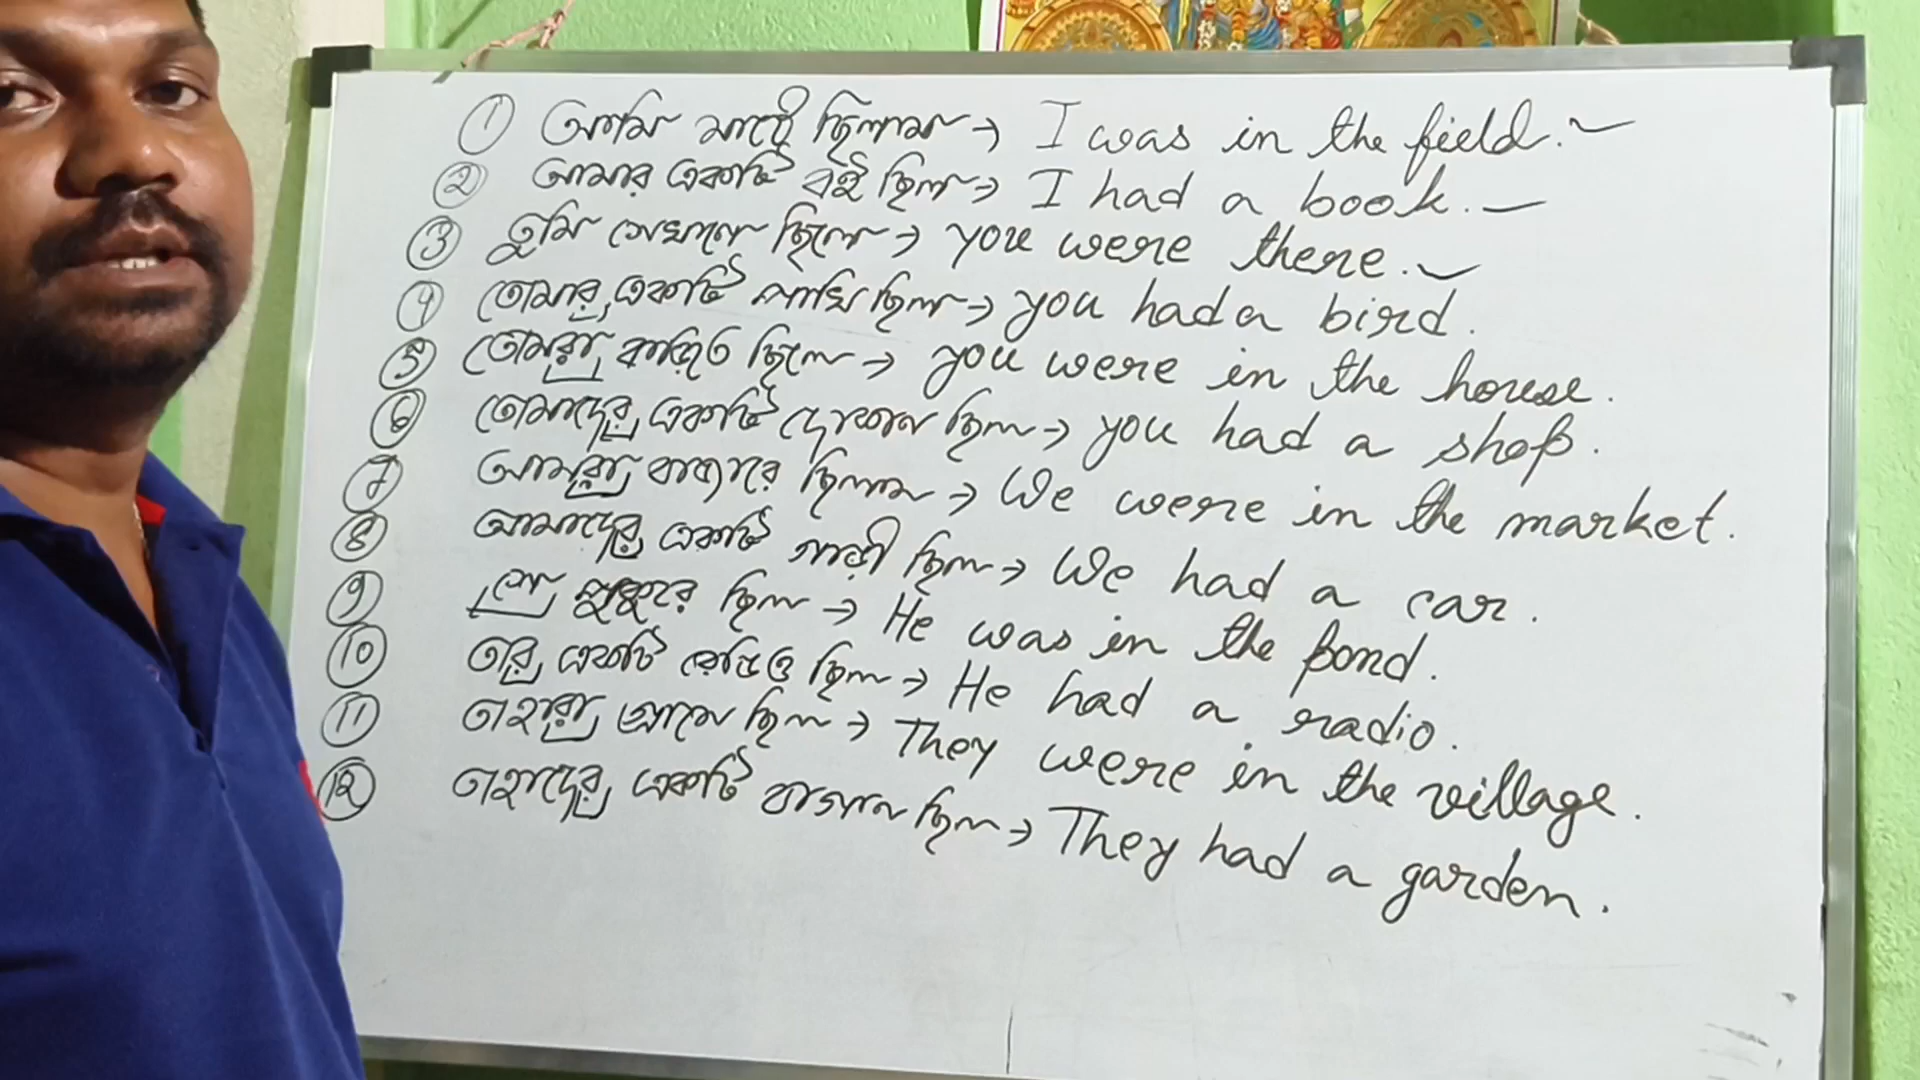 ① আমি মাঠে ছিলাম → I was in the field.
② আমার একটি বই ছিল → I had a book.
③ তুমি সেখানে ছিলে → you were there.
④ তোমার একটি পাখি ছিল → you had a bird.
⑤ তোমরা বাড়িতে ছিলে → you were in the house.
⑥ তোমাদের একটি দোকান ছিল → you had a shop.
⑦ আমরা বাজারে ছিলাম → We were in the market.
⑧ আমাদের একটি গাড়ী ছিল → We had a car.
⑨ সে পুকুরে ছিল → He was in the pond.
⑩ তার একটি রেডিও ছিল → He had a radio.
⑪ তাহারা গ্রামে ছিল → They were in the village.
⑫ তাহাদের একটি বাগান ছিল → They had a garden.